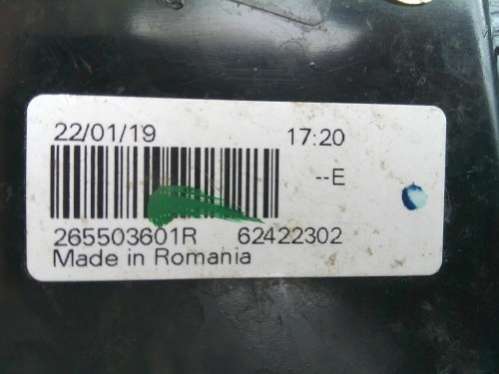 22/01/19 17:20
--E
265503601R 62422302
Made in Romania